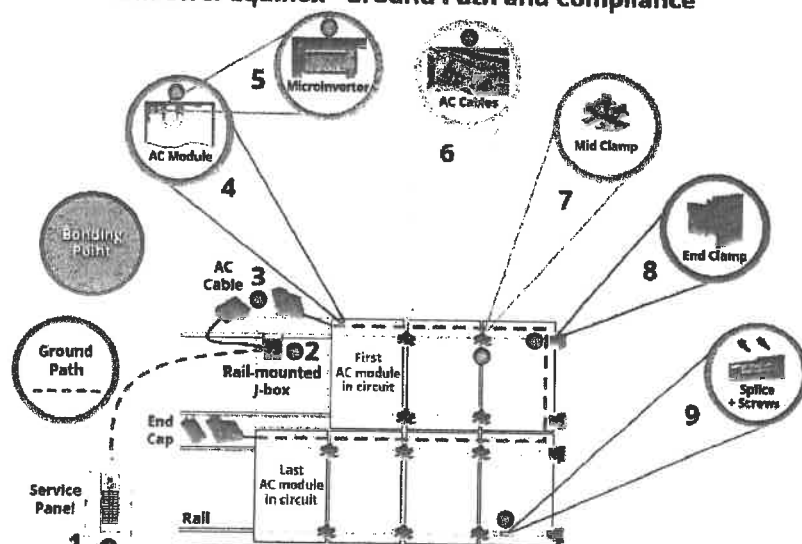 Equinox
Ground Path and Compliance
5
Microinverter
AC Module
4
AC Cables
6
Mid Clamp
7
End Clamp
8
Bonding
Point
AC
Cable
3
Ground
Path
2
Rail-mounted
J-box
First
AC module
in circuit
Splice
+ Screws
9
End
Cap
Last
AC module
in circuit
Service
Panel
Rail
1